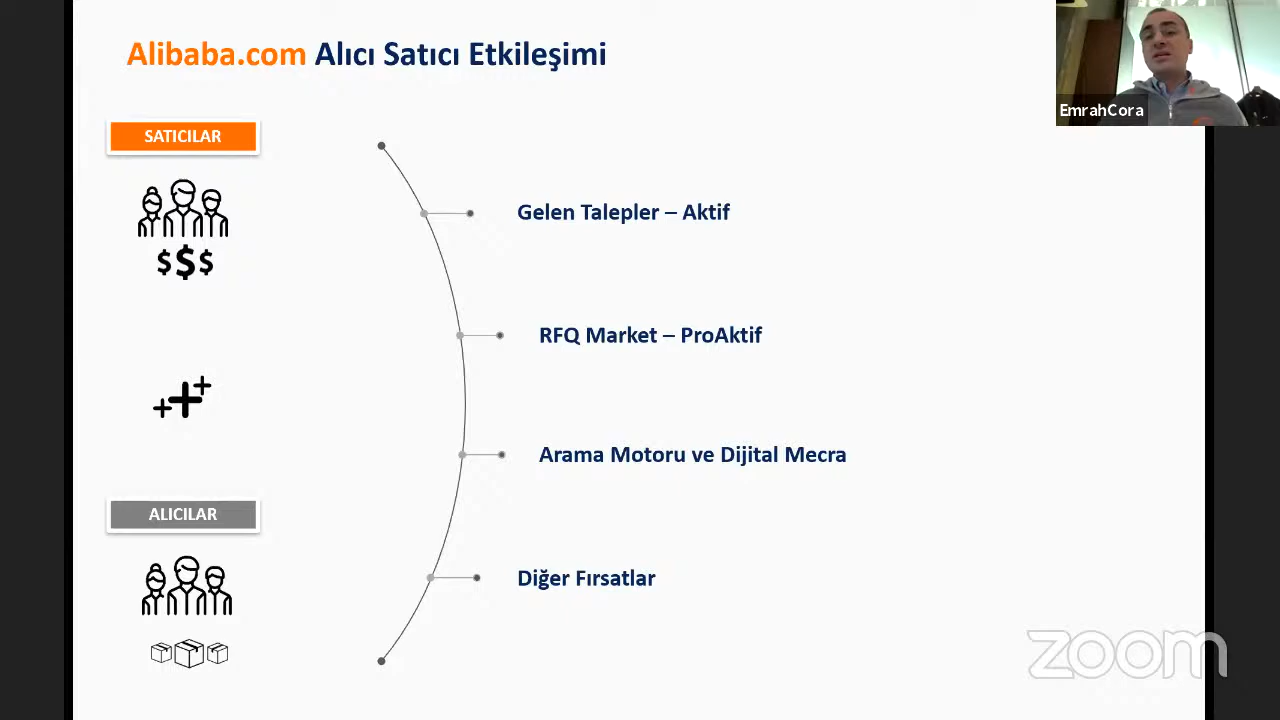 Alibaba.com Alıcı Satıcı Etkileşimi
EmrahCora
SATICILAR
$$$
Gelen Talepler – Aktif
RFQ Market – ProAktif
Arama Motoru ve Dijital Mecra
ALICILAR
Diğer Fırsatlar
zoom